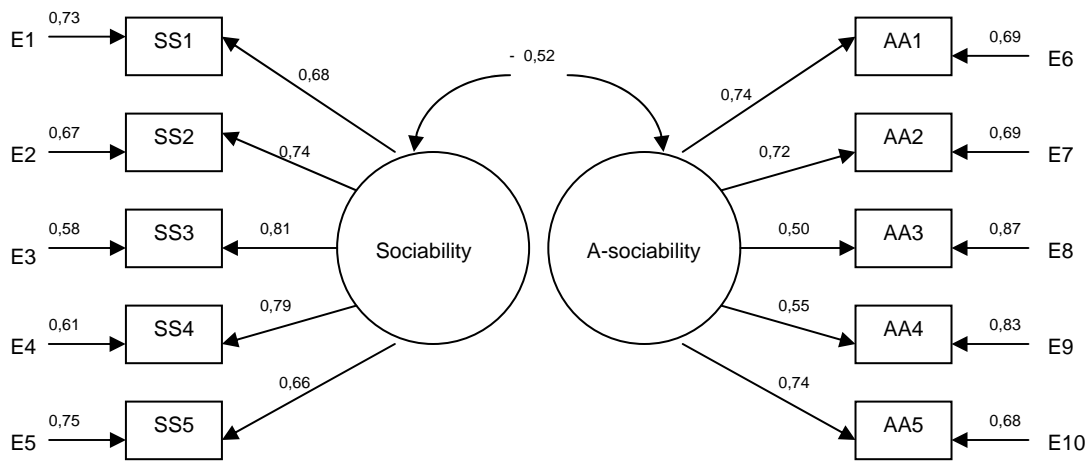 E1
0,73
SS1
0,68
- 0,52
0,74
AA1
0,69
E6
E2
0,67
SS2
0,74
0,72
AA2
0,69
E7
E3
0,58
SS3
0,81
Sociability
A-sociability
0,50
AA3
0,87
E8
E4
0,61
SS4
0,79
0,55
AA4
0,83
E9
E5
0,75
SS5
0,66
0,74
AA5
0,68
E10